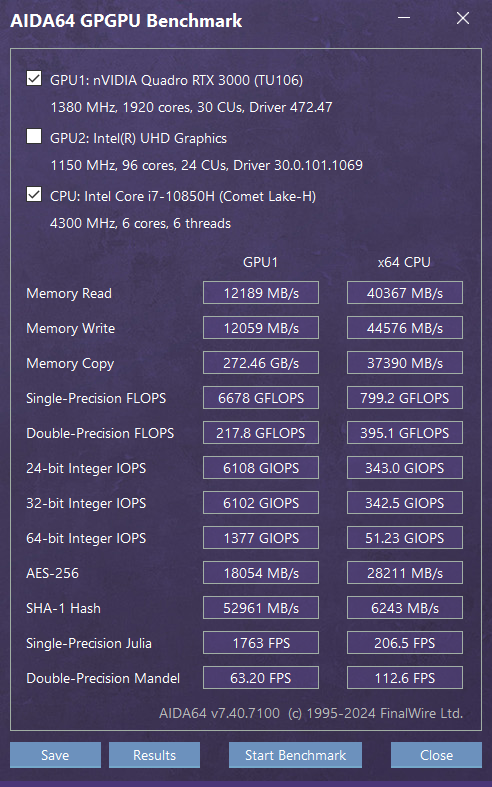 AIDA64 GPGPU Benchmark
GPU1: nVIDIA Quadro RTX 3000 (TU106)
1380 MHz, 1920 cores, 30 CUs, Driver 472.47
GPU2: Intel(R) UHD Graphics
1150 MHz, 96 cores, 24 CUs, Driver 30.0.101.1069
CPU: Intel Core i7-10850H (Comet Lake-H)
4300 MHz, 6 cores, 6 threads
GPU1 x64 CPU
Memory Read 12189 MB/s 40367 MB/s
Memory Write 12059 MB/s 44576 MB/s
Memory Copy 272.46 GB/s 37390 MB/s
Single-Precision FLOPS 6678 GFLOPS 799.2 GFLOPS
Double-Precision FLOPS 217.8 GFLOPS 395.1 GFLOPS
24-bit Integer IOPS 6108 GIOPS 343.0 GIOPS
32-bit Integer IOPS 6102 GIOPS 342.5 GIOPS
64-bit Integer IOPS 1377 GIOPS 51.23 GIOPS
AES-256 18054 MB/s 28211 MB/s
SHA-1 Hash 52961 MB/s 6243 MB/s
Single-Precision Julia 1763 FPS 206.5 FPS
Double-Precision Mandel 63.20 FPS 112.6 FPS
AIDA64 v7.40.7100 (c) 1995-2024 FinalWire Ltd.
Save Results Start Benchmark Close